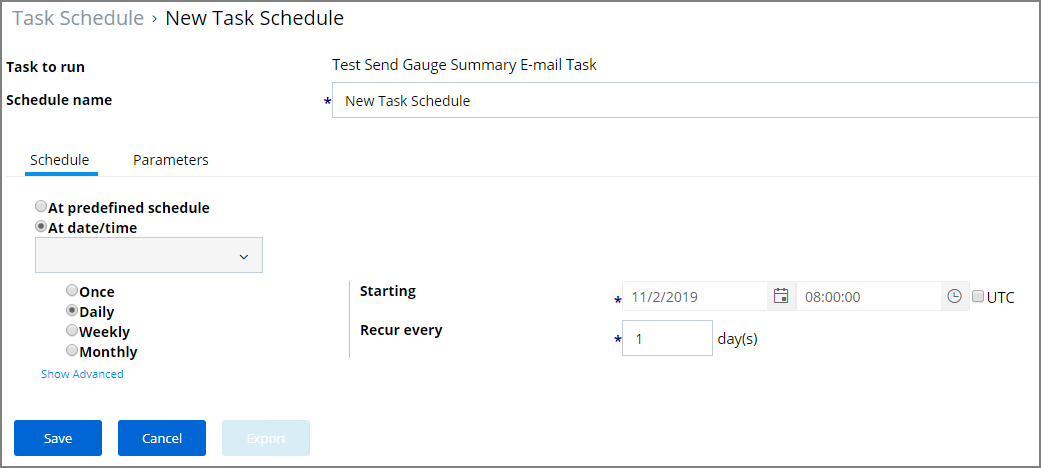 Task Schedule › New Task Schedule
Task to run Test Send Gauge Summary E-mail Task
Schedule name * New Task Schedule
Schedule Parameters
At predefined schedule
At date/time
Once
Daily
Weekly
Monthly
Show Advanced
Starting * 11/2/2019 08:00:00 UTC
Recur every * 1 day(s)
Save Cancel Export